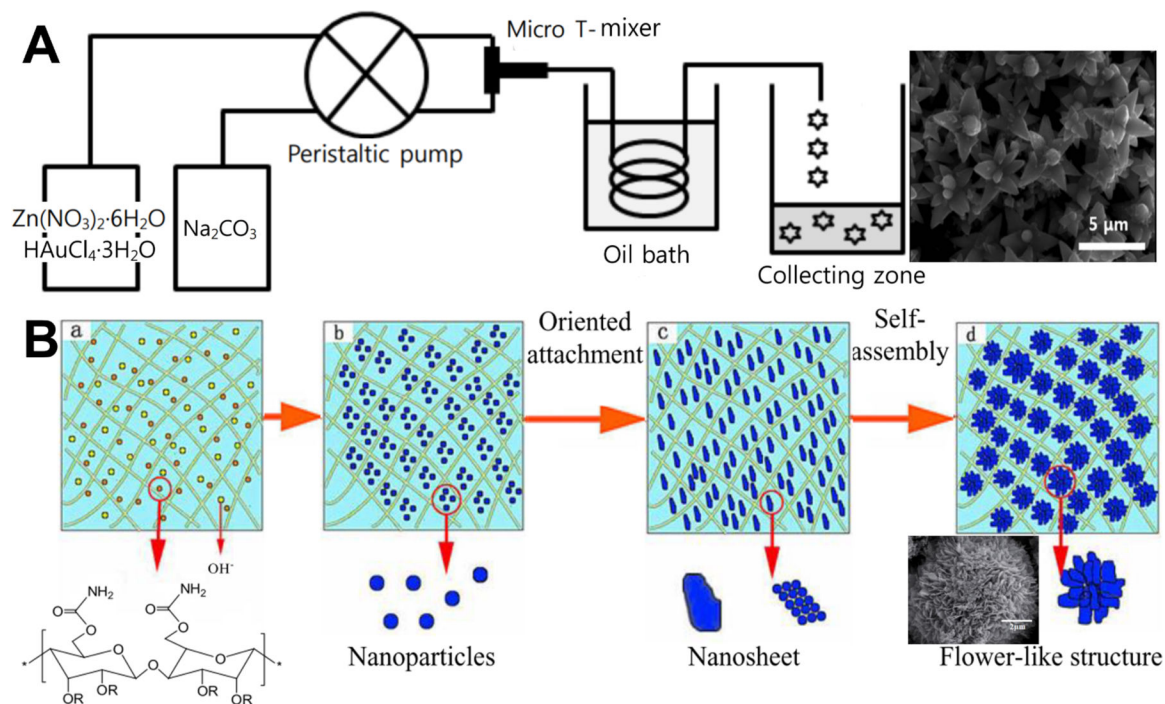 A
Micro T-mixer
Peristaltic pump
Zn(NO₃)₂·6H₂O
HAuCl₄·3H₂O
Na₂CO₃
Oil bath
Collecting zone
5 μm
B
a
b
Oriented
attachment
c
Self-
assembly
d
OH⁻
NH₂
NH₂
O
O
O
O
O
O
O
*
*
OR
OR
OR
OR
Nanoparticles
Nanosheet
2μm
Flower-like structure